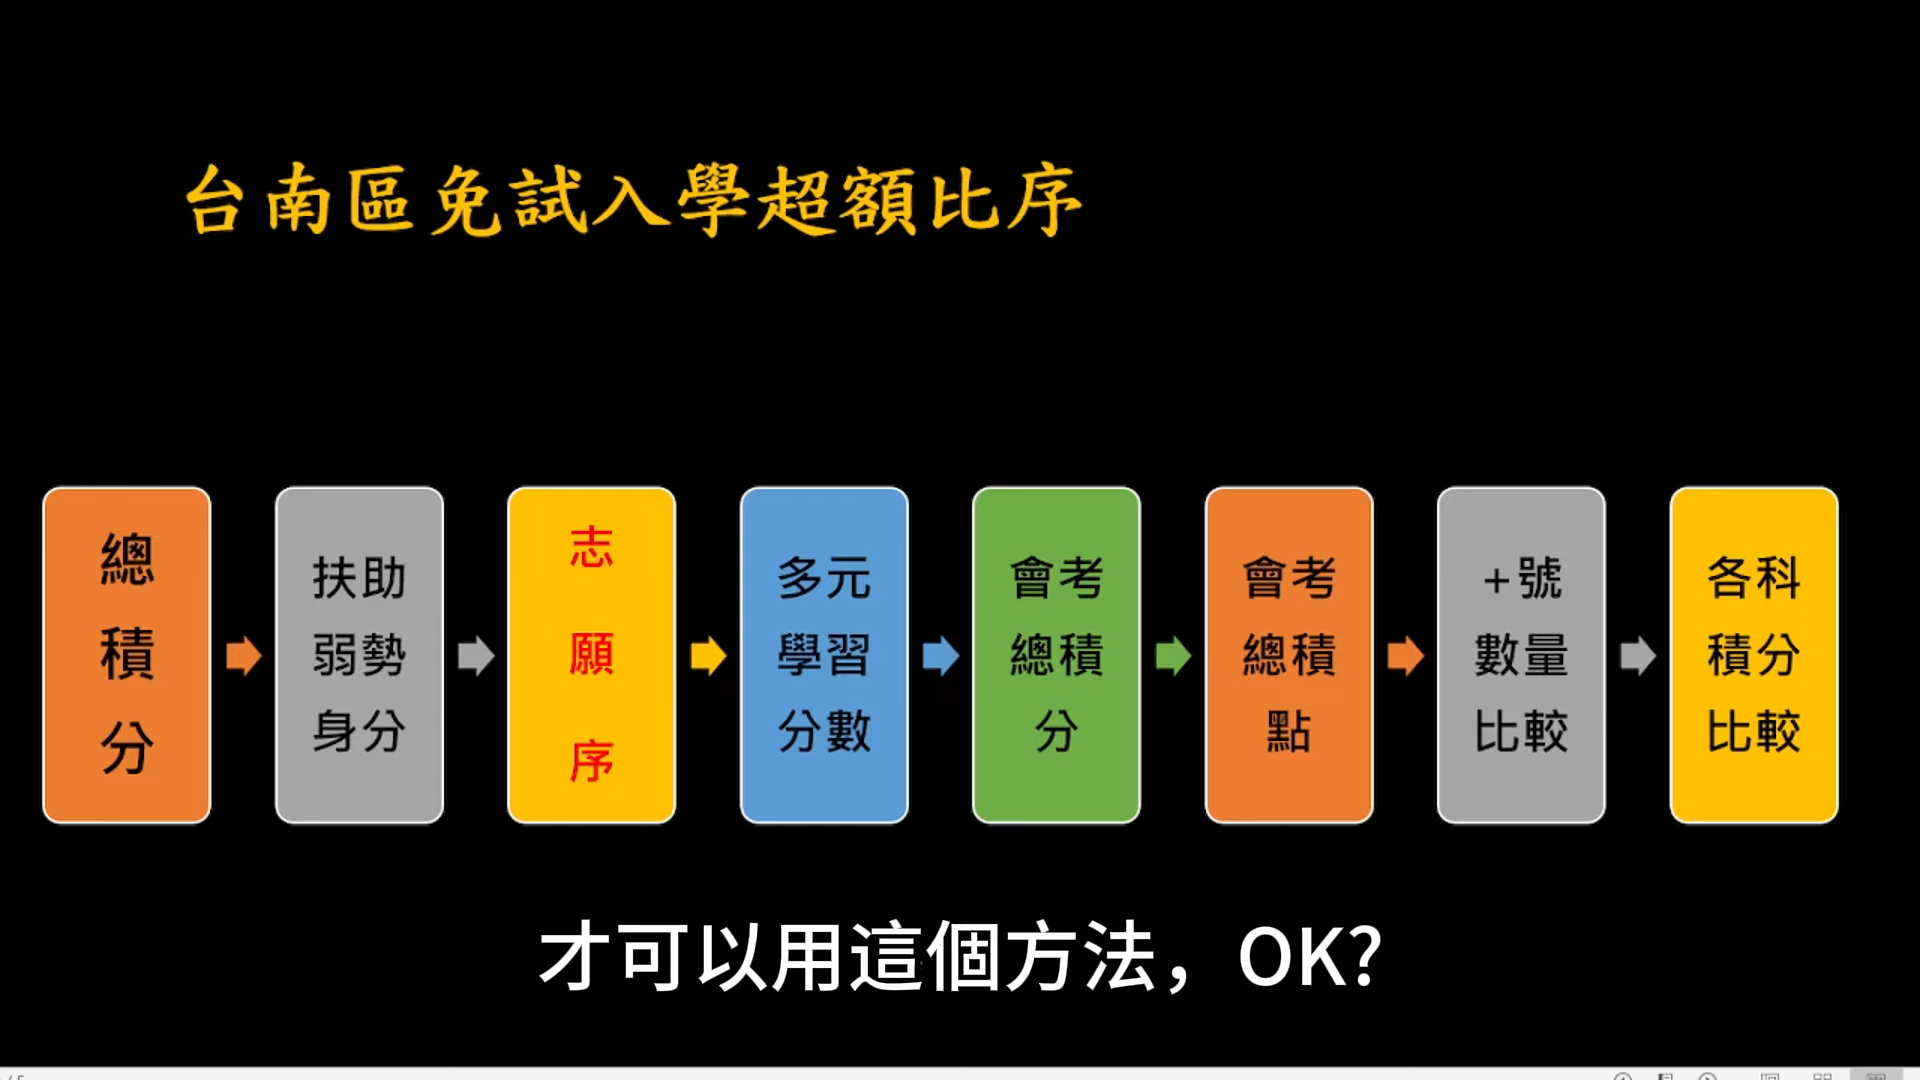 台南區免試入學超額比序
總
積
分
扶助
弱勢
身分
志
願
序
多元
學習
分數
會考
總積
分
會考
總積
點
+號
數量
比較
各科
積分
比較
才可以用這個方法，OK?